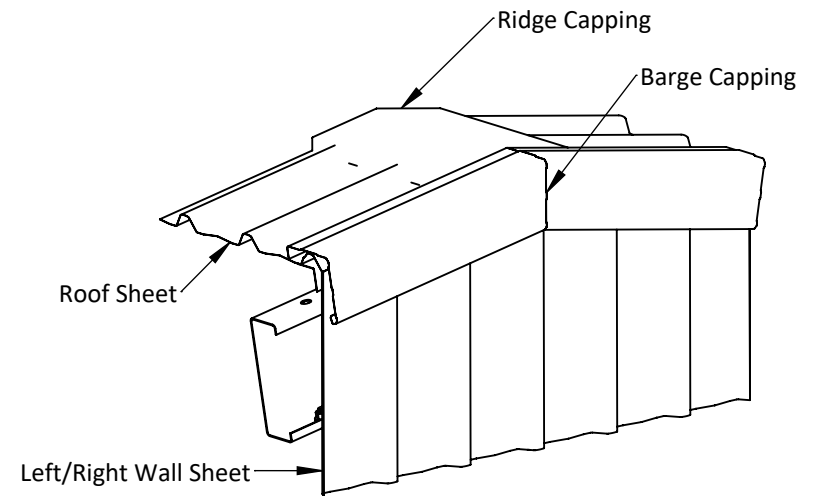 Ridge Capping
Barge Capping
Roof Sheet
Left/Right Wall Sheet